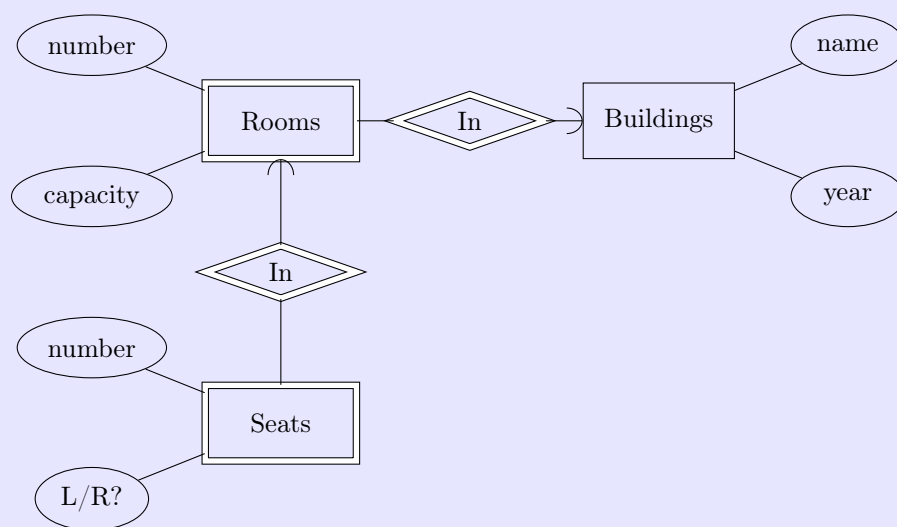 number
name
Rooms
In
Buildings
capacity
year
In
number
Seats
L/R?